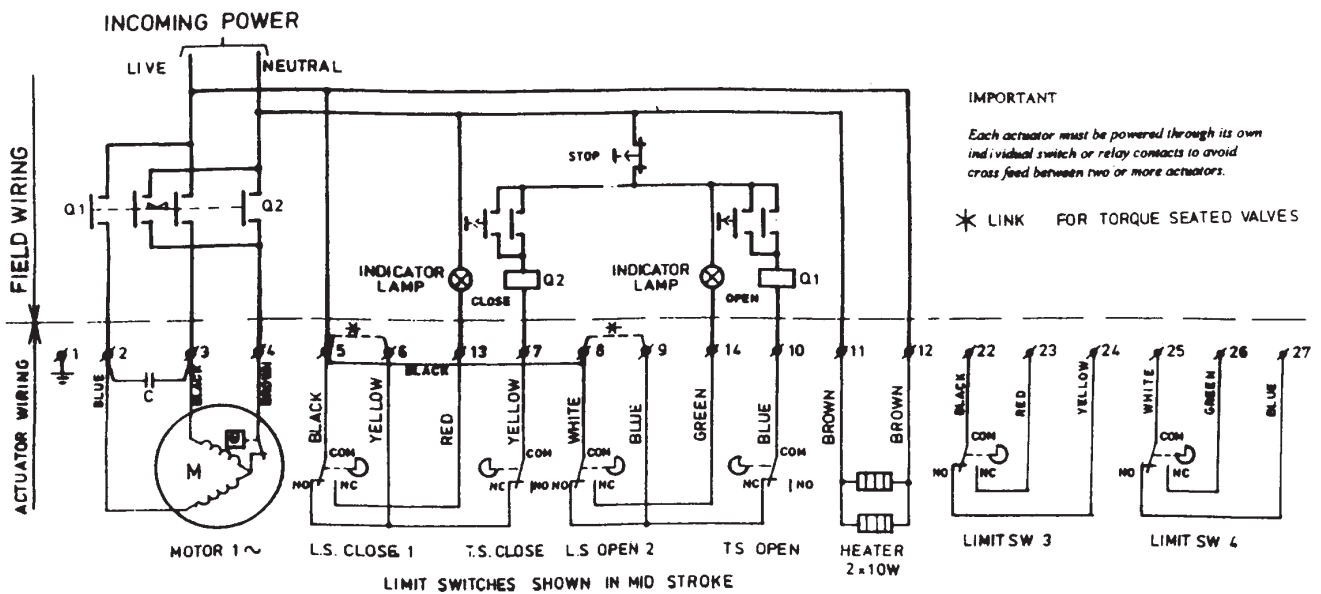 INCOMING POWER
LIVE
NEUTRAL
IMPORTANT
Each actuator must be powered through its own
individual switch or relay contacts to avoid
cross feed between two or more actuators.
* LINK FOR TORQUE SEATED VALVES
FIELD WIRING
STOP
Q1
Q2
INDICATOR
LAMP
CLOSE
Q2
INDICATOR
LAMP
OPEN
Q1
ACTUATOR WIRING
* *
1 2 3 4 5 6 13 7 8 9 14 10 11 12 22 23 24 25 26 27
BLUE
C
BLACK
BROWN
BLACK
BLACK
YELLOW
RED
YELLOW
WHITE
BLUE
GREEN
BLUE
BROWN
BROWN
BLACK
RED
YELLOW
WHITE
GREEN
BLUE
M
COM
NO
NC
COM
NC
NO
COM
NO
NC
COM
NC
NO
COM
NO
NC
COM
NO
NC
MOTOR 1~
L.S. CLOSE 1
T.S. CLOSE
L.S OPEN 2
TS OPEN
HEATER
2 x 10W
LIMIT SW 3
LIMIT SW 4
LIMIT SWITCHES SHOWN IN MID STROKE